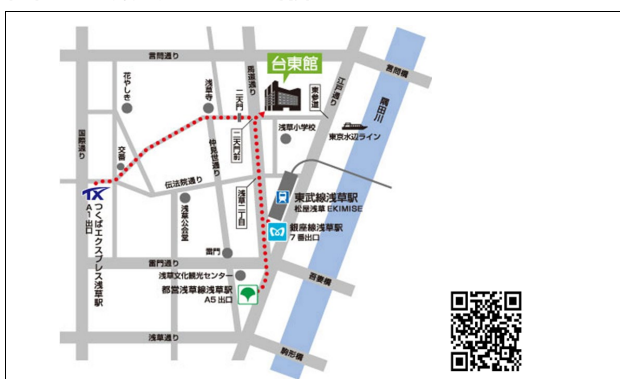 言問通り
台東館
馬道通り
江戸通り
言問橋
花やしき
浅草寺
二天門
東参道
隅田川
国際通り
浅草小学校
東京水辺ライン
交番
仲見世通り
二天門前
伝法院通り
TX
A1出口
つくばエクスプレス浅草駅
浅草二丁目
浅草公会堂
東武線浅草駅
松屋浅草 EKIMISE
銀座線浅草駅
7番出口
雷門
雷門通り
浅草文化観光センター
吾妻橋
都営浅草線浅草駅
A5出口
浅草通り
駒形橋